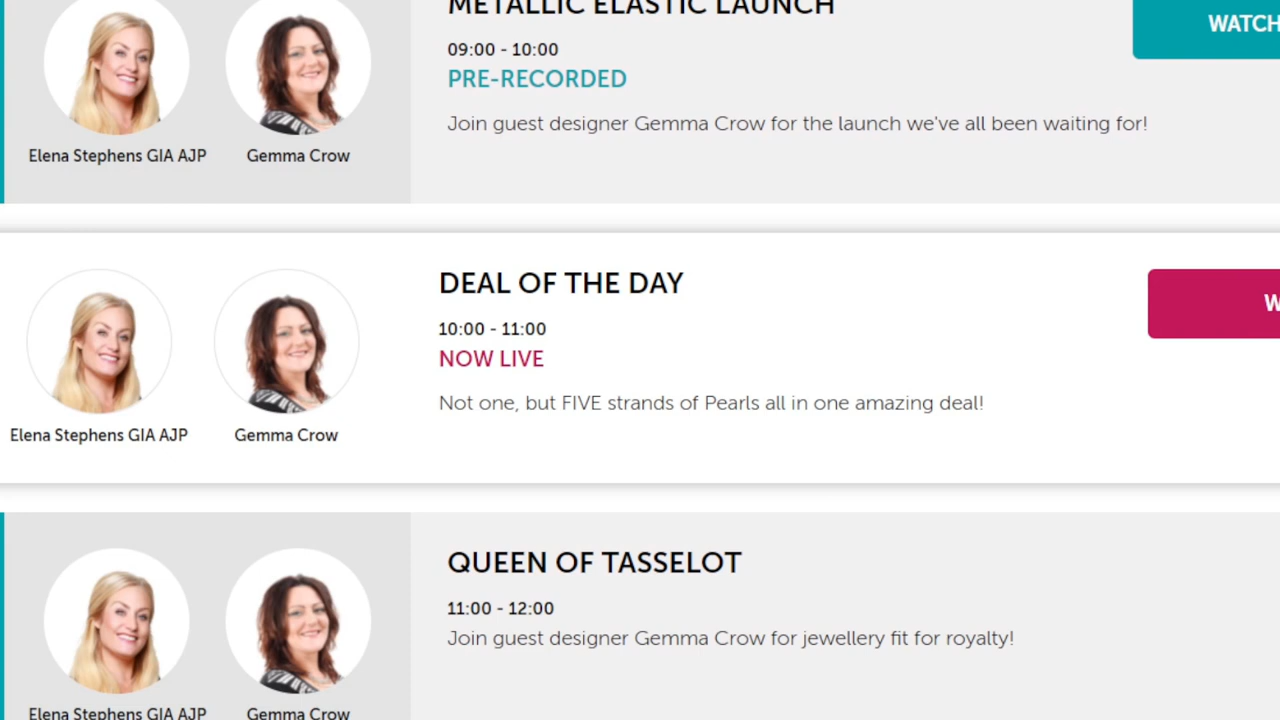 METALLIC ELASTIC LAUNCH
WATCH
09:00 - 10:00
PRE-RECORDED
Join guest designer Gemma Crow for the launch we've all been waiting for!
Elena Stephens GIA AJP
Gemma Crow
DEAL OF THE DAY
W
10:00 - 11:00
NOW LIVE
Not one, but FIVE strands of Pearls all in one amazing deal!
Elena Stephens GIA AJP
Gemma Crow
QUEEN OF TASSELOT
11:00 - 12:00
Join guest designer Gemma Crow for jewellery fit for royalty!
Elena Stephens GIA AJP
Gemma Crow